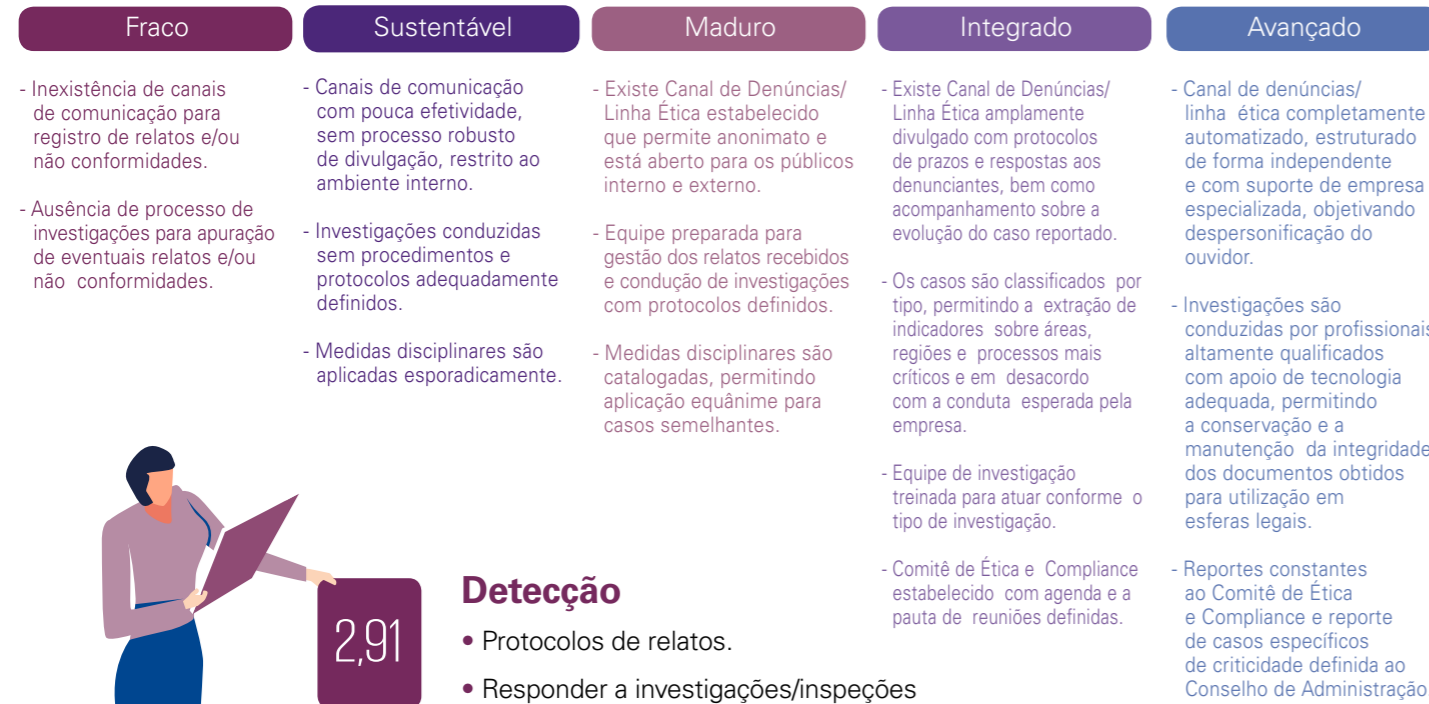 Fraco
- Inexistência de canais
de comunicação para
registro de relatos e/ou
não conformidades.
- Ausência de processo de
investigações para apuração
de eventuais relatos e/ou
não conformidades.
Sustentável
- Canais de comunicação
com pouca efetividade,
sem processo robusto
de divulgação, restrito ao
ambiente interno.
- Investigações conduzidas
sem procedimentos e
protocolos adequadamente
definidos.
- Medidas disciplinares são
aplicadas esporadicamente.
Maduro
- Existe Canal de Denúncias/
Linha Ética estabelecido
que permite anonimato e
está aberto para os públicos
interno e externo.
- Equipe preparada para
gestão dos relatos recebidos
e condução de investigações
com protocolos definidos.
- Medidas disciplinares são
catalogadas, permitindo
aplicação equânime para
casos semelhantes.
Integrado
- Existe Canal de Denúncias/
Linha Ética amplamente
divulgado com protocolos
de prazos e respostas aos
denunciantes, bem como
acompanhamento sobre a
evolução do caso reportado.
- Os casos são classificados por
tipo, permitindo a extração de
indicadores sobre áreas,
regiões e processos mais
críticos e em desacordo
com a conduta esperada pela
empresa.
- Equipe de investigação
treinada para atuar conforme o
tipo de investigação.
- Comitê de Ética e Compliance
estabelecido com agenda e a
pauta de reuniões definidas.
Avançado
- Canal de denúncias/
linha ética completamente
automatizado, estruturado
de forma independente
e com suporte de empresa
especializada, objetivando
despersonificação do
ouvidor.
- Investigações são
conduzidas por profissionais
altamente qualificados
com apoio de tecnologia
adequada, permitindo
a conservação e a
manutenção da integridade
dos documentos obtidos
para utilização em
esferas legais.
- Reportes constantes
ao Comitê de Ética
e Compliance e reporte
de casos específicos
de criticidade definida ao
Conselho de Administração
2,91
Detecção
• Protocolos de relatos.
• Responder a investigações/inspeções